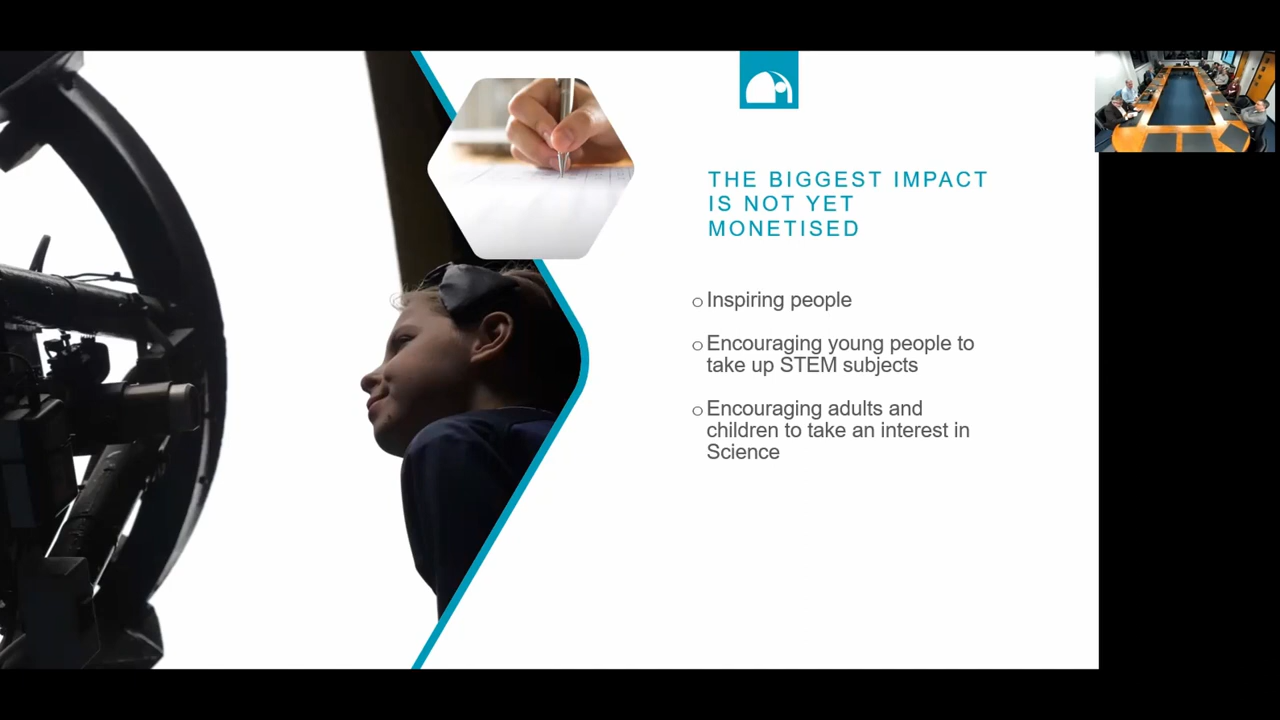 THE BIGGEST IMPACT
IS NOT YET
MONETISED
Inspiring people
Encouraging young people to
take up STEM subjects
Encouraging adults and
children to take an interest in
Science